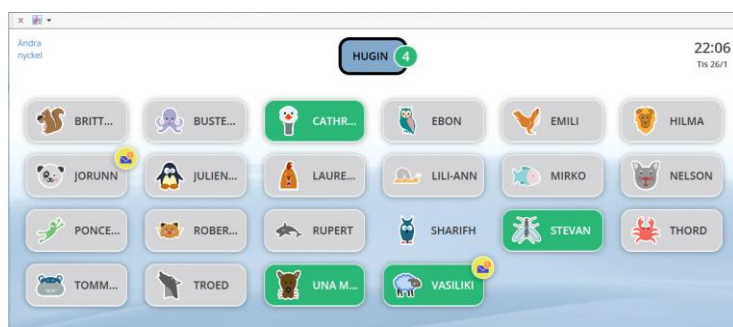 Ändra
nyckel
HUGIN 4
22:06
Tis 26/1
BRITT... BUSTE... CATHR... EBON EMILI HILMA
JORUNN JULIEN... LAURE... LILI-ANN MIRKO NELSON
PONCE... ROBER... RUPERT SHARIFH STEVAN THORD
TOMM... TROED UNA M... VASILIKI